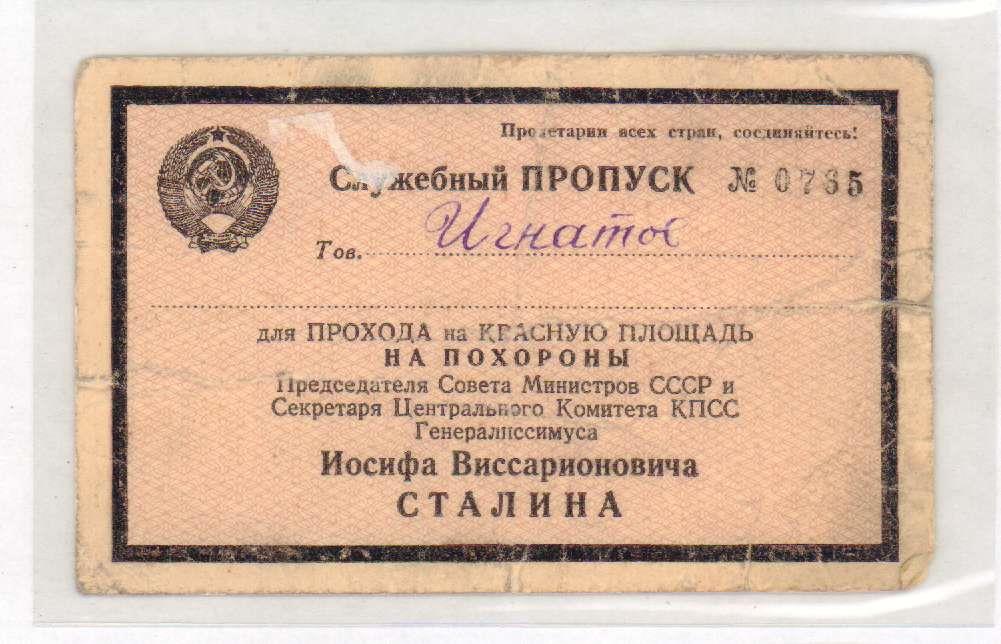 Пролетарии всех стран, соединяйтесь!
Служебный ПРОПУСК № 0735
Тов. Игнатов
для ПРОХОДА на КРАСНУЮ ПЛОЩАДЬ
НА ПОХОРОНЫ
Председателя Совета Министров СССР и
Секретаря Центрального Комитета КПСС
Генералиссимуса
Иосифа Виссарионовича
СТАЛИНА